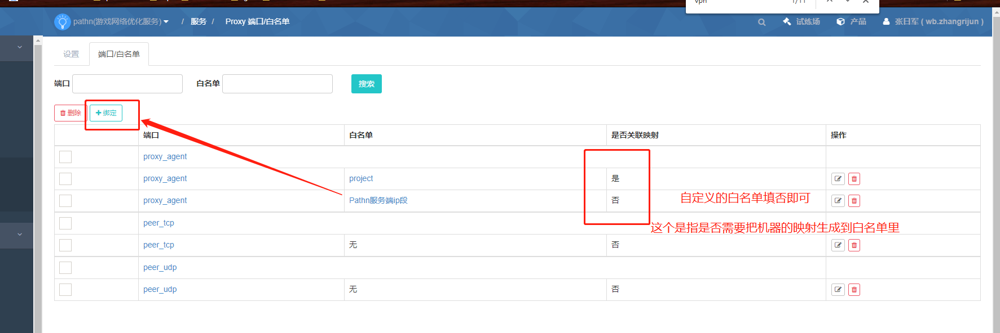 vpn 1/11
pathn(游戏网络优化服务) / 服务 / Proxy 端口/白名单 试炼场 产品 张日军 ( wb.zhangrijun )
设置 端口/白名单
端口 白名单 搜索
删除 绑定
端口 白名单 是否关联映射 操作
proxy_agent
proxy_agent project 是
proxy_agent Pathn服务端ip段 否
自定义的白名单填否即可
peer_tcp
这个是指是否需要把机器的映射生成到白名单里
peer_tcp 无 否
peer_udp
peer_udp 无 否